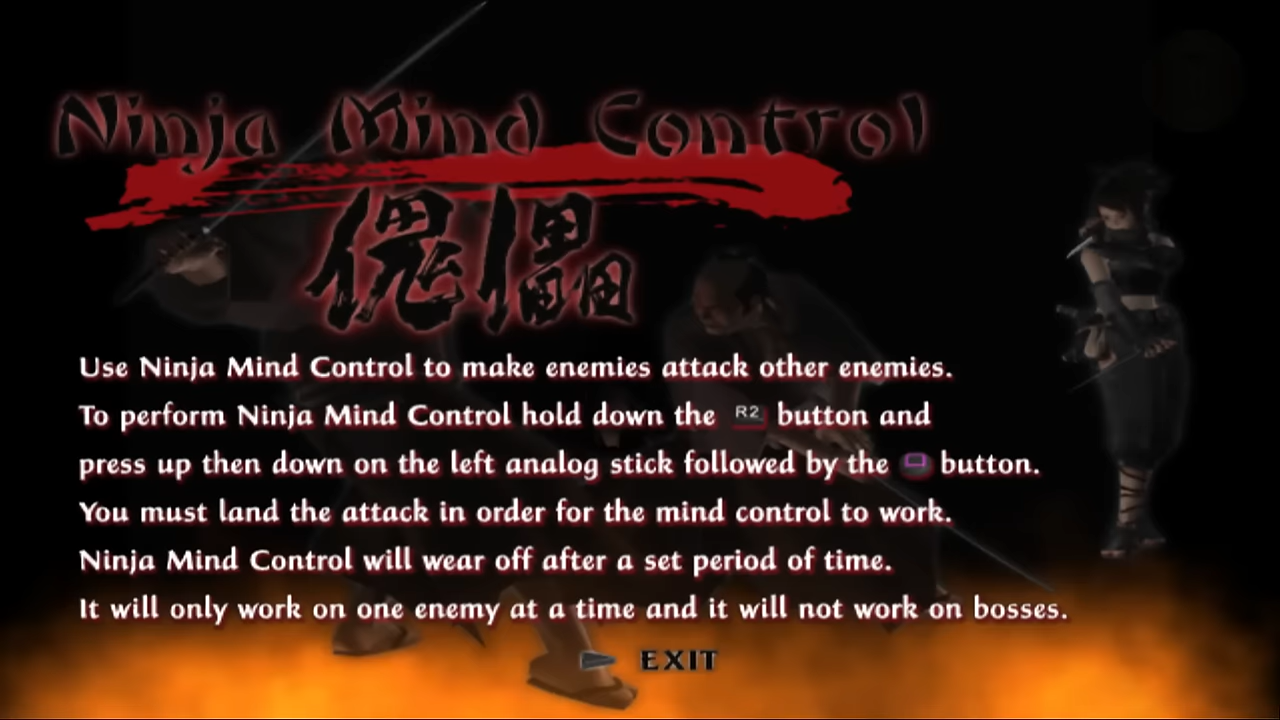 Ninja Mind Control
傀儡
Use Ninja Mind Control to make enemies attack other enemies.
To perform Ninja Mind Control hold down the R2 button and
press up then down on the left analog stick followed by the button.
You must land the attack in order for the mind control to work.
Ninja Mind Control will wear off after a set period of time.
It will only work on one enemy at a time and it will not work on bosses.
EXIT